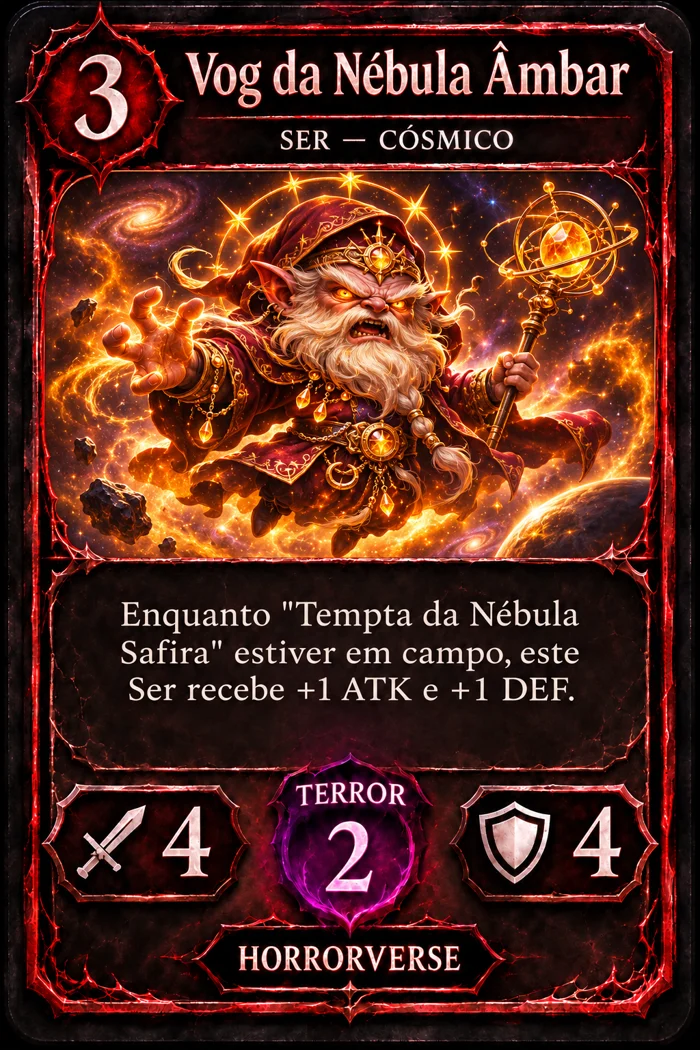 3
Vog da Nébula Âmbar
SER — CÓSMICO
Enquanto "Tempta da Nébula
Safira" estiver em campo, este
Ser recebe +1 ATK e +1 DEF.
4
TERROR
2
4
HORRORVERSE